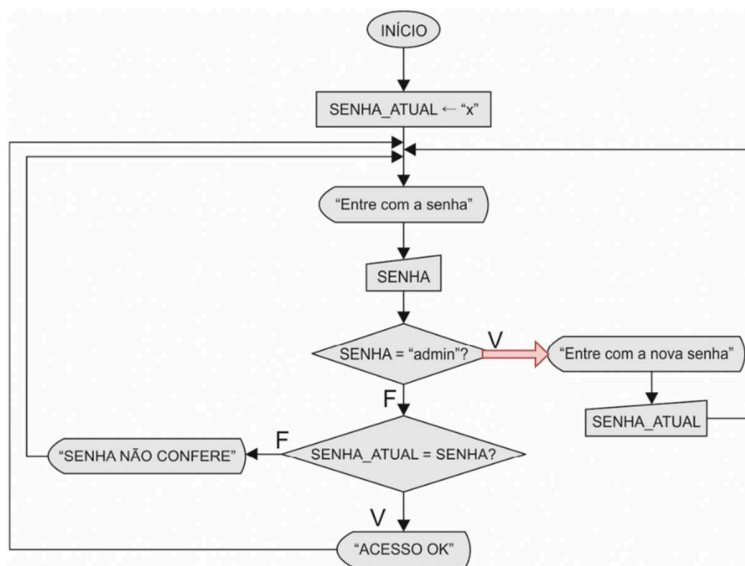 INÍCIO
SENHA_ATUAL ← “x”
“Entre com a senha”
SENHA
SENHA = “admin”?
V
“Entre com a nova senha”
F
SENHA_ATUAL
F
“SENHA NÃO CONFERE”
SENHA_ATUAL = SENHA?
V
“ACESSO OK”